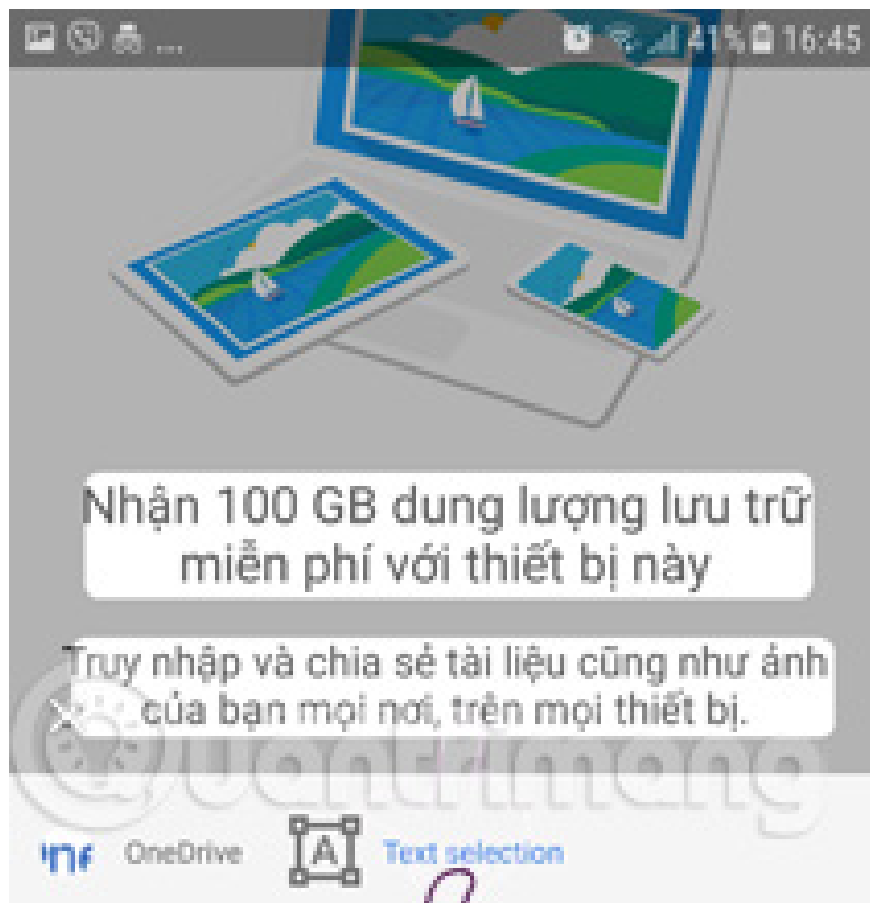 ... 41% 16:45
Nhận 100 GB dung lượng lưu trữ
miễn phí với thiết bị này
Truy nhập và chia sẻ tài liệu cũng như ảnh
của bạn mọi nơi, trên mọi thiết bị.
Quantrimang
OneDrive A Text selection